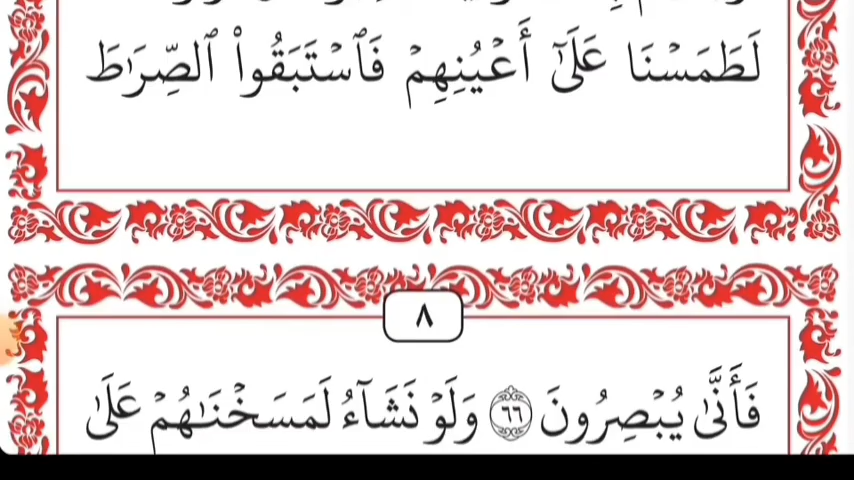 لَطَمَسْنَا عَلَىٰٓ أَعْيُنِهِمْ فَٱسْتَبَقُوا۟ ٱلصِّرَٰطَ
٨
فَأَنَّىٰ يُبْصِرُونَ ٦٦ وَلَوْ نَشَآءُ لَمَسَخْنَٰهُمْ عَلَىٰ